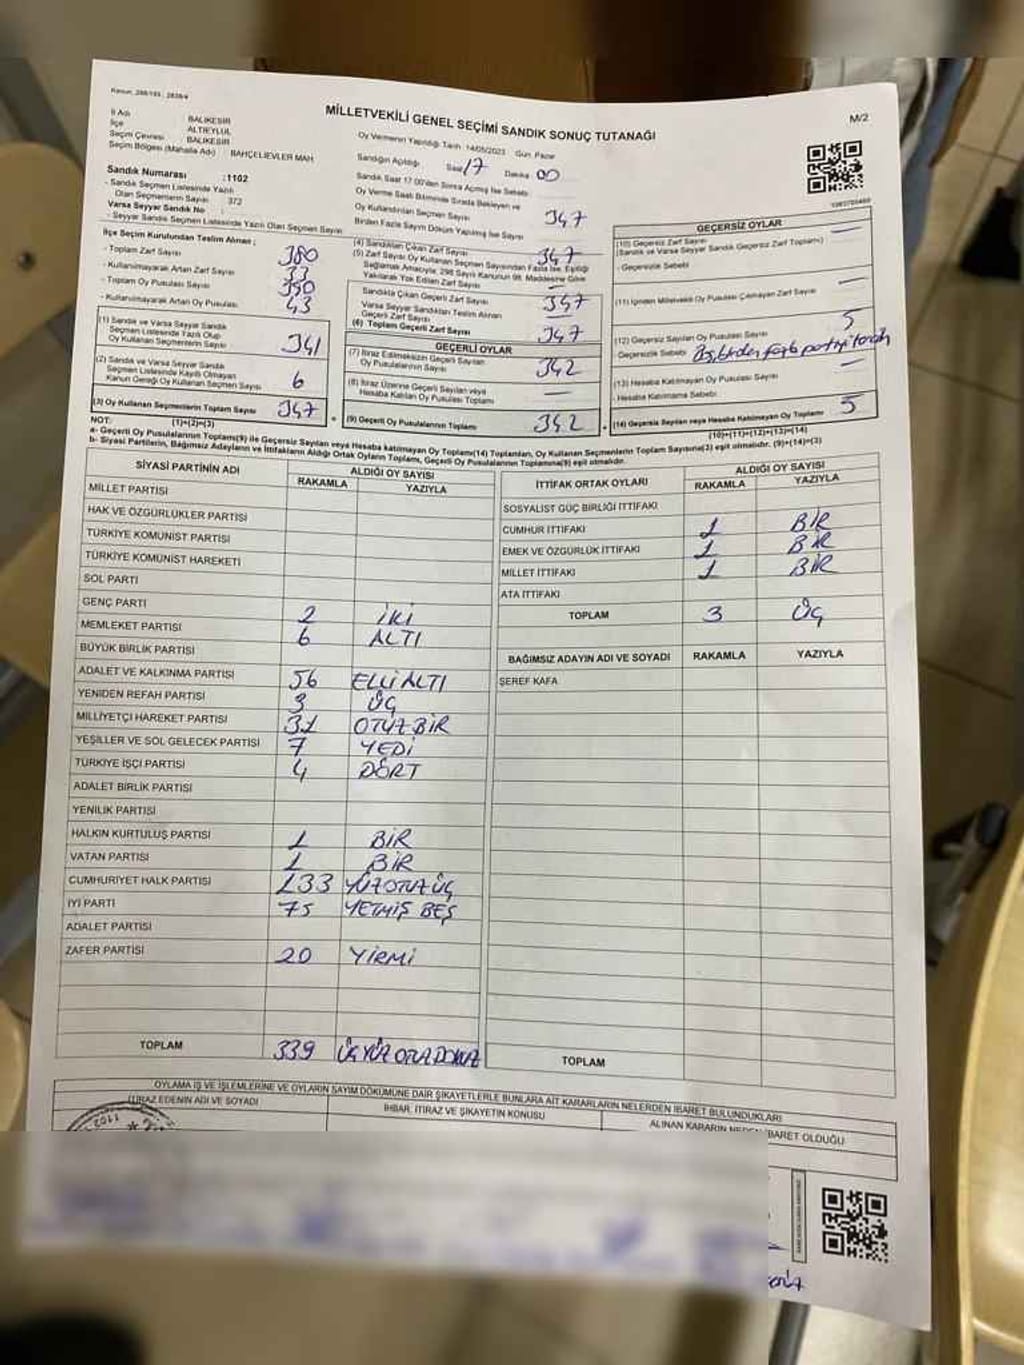 Kanun, 298/105 , 2839/4
MİLLETVEKİLİ GENEL SEÇİMİ SANDIK SONUÇ TUTANAĞI
M/2
İl Adı : BALIKESİR
İlçe : ALTIEYLÜL
Seçim Çevresi : BALIKESİR
Seçim Bölgesi (Mahalle Adı) : BAHÇELİEVLER MAH.
Sandık Numarası :1102
- Sandık Seçmen Listesinde Yazılı Olan Seçmenlerin Sayısı : 372
Varsa Seyyar Sandık No :
- Seyyar Sandık Seçmen Listesinde Yazılı Olan Seçmen Sayısı
Oy Vermenin Yapıldığı Tarih :14/05/2023 Gün :Pazar
Sandığın Açıldığı Saat 17 Dakika 00
Sandık Saat 17.00'den Sonra Açılmış İse Sebebi
Oy Verme Saati Bitiminde Sırada Bekleyen ve
Oy Kullandırılan Seçmen Sayısı 347
Birden Fazla Sayım Döküm Yapılmış İse Sayısı
İlçe Seçim Kurulundan Teslim Alınan ;
- Toplam Zarf Sayısı 380
- Kullanılmayarak Artan Zarf Sayısı 33
- Toplam Oy Pusulası Sayısı 390
- Kullanılmayarak Artan Oy Pusulası 43
(1) Sandık ve Varsa Seyyar Sandık
Seçmen Listesinde Yazılı Olup
Oy Kullanan Seçmenlerin Sayısı 341
(2) Sandık ve Varsa Seyyar Sandık
Seçmen Listesinde Kayıtlı Olmayan
Kanun Gereği Oy Kullanan Seçmen Sayısı 6
(3) Oy Kullanan Seçmenlerin Toplam Sayısı 347
(1)+(2)=(3)
(4) Sandıktan Çıkan Zarf Sayısı 347
(5) Zarf Sayısı Oy Kullanan Seçmen Sayısından Fazla İse, Eşitliği
Sağlamak Amacıyla, 298 Sayılı Kanunun 98. Maddesine Göre
Yakılarak Yok Edilen Zarf Sayısı —
Sandıkta Çıkan Geçerli Zarf Sayısı 347
Varsa Seyyar Sandıktan Teslim Alınan
Geçerli Zarf Sayısı —
(6) Toplam Geçerli Zarf Sayısı 347
GEÇERLİ OYLAR
(7) İtiraz Edilmeksizin Geçerli Sayılan
Oy Pusulalarının Sayısı 342
(8) İtiraz Üzerine Geçerli Sayılan veya
Hesaba Katılan Oy Pusulası Toplamı —
(9) Geçerli Oy Pusulalarının Toplamı 342
GEÇERSİZ OYLAR
(10) Geçersiz Zarf Sayısı —
(Sandık ve Varsa Seyyar Sandık Geçersiz Zarf Toplamı)
- Geçersizlik Sebebi
(11) İçinden Milletvekili Oy Pusulası Çıkmayan Zarf Sayısı —
(12) Geçersiz Sayılan Oy Pusulası Sayısı 5
- Geçersizlik Sebebi birden fazla partiyi
(13) Hesaba Katılmayan Oy Pusulası Sayısı —
- Hesaba Katılmama Sebebi
(14) Geçersiz Sayılan veya Hesaba Katılmayan Oy Toplamı 5
(10)+(11)+(12)+(13)=(14)
NOT:
a- Geçerli Oy Pusulalarının Toplamı(9) ile Geçersiz Sayılan veya Hesaba katılmayan Oy Toplamı(14) Toplamları, Oy Kullanan Seçmenlerin Toplam Sayısına(3) eşit olmalıdır. (9)+(14)=(3)
b- Siyasi Partilerin, Bağımsız Adayların ve İttifakların Aldığı Ortak Oyların Toplamı, Geçerli Oy Pusulalarının Toplamına(9) eşit olmalıdır.
SİYASİ PARTİNİN ADI ALDIĞI OY SAYISI
RAKAMLA YAZIYLA
MİLLET PARTİSİ
HAK VE ÖZGÜRLÜKLER PARTİSİ
TÜRKİYE KOMÜNİST PARTİSİ
TÜRKİYE KOMÜNİST HAREKETİ
SOL PARTİ
GENÇ PARTİ 2 İKİ
MEMLEKET PARTİSİ 6 ALTI
BÜYÜK BİRLİK PARTİSİ
ADALET VE KALKINMA PARTİSİ 56 ELLİ ALTI
YENİDEN REFAH PARTİSİ 3 ÜÇ
MİLLİYETÇİ HAREKET PARTİSİ 31 OTUZ BİR
YEŞİLLER VE SOL GELECEK PARTİSİ 7 YEDİ
TÜRKİYE İŞÇİ PARTİSİ 4 DÖRT
ADALET BİRLİK PARTİSİ
YENİLİK PARTİSİ
HALKIN KURTULUŞ PARTİSİ 1 BİR
VATAN PARTİSİ 1 BİR
CUMHURİYET HALK PARTİSİ 133 YÜZ OTUZ ÜÇ
İYİ PARTİ 75 YETMİŞ BEŞ
ADALET PARTİSİ
ZAFER PARTİSİ 20 YİRMİ
TOPLAM 339 ÜÇ YÜZ OTUZ DOKUZ
İTTİFAK ORTAK OYLARI ALDIĞI OY SAYISI
RAKAMLA YAZIYLA
SOSYALİST GÜÇ BİRLİĞİ İTTİFAKI
CUMHUR İTTİFAKI 1 BİR
EMEK VE ÖZGÜRLÜK İTTİFAKI 1 BİR
MİLLET İTTİFAKI 1 BİR
ATA İTTİFAKI
TOPLAM 3 ÜÇ
BAĞIMSIZ ADAYIN ADI VE SOYADI RAKAMLA YAZIYLA
ŞEREF KAFA
TOPLAM
OYLAMA İŞ VE İŞLEMLERİNE VE OYLARIN SAYIM DÖKÜMÜNE DAİR ŞİKAYETLERLE BUNLARA AİT KARARLARIN NELERDEN İBARET BULUNDUKLARI
İTİRAZ EDENİN ADI VE SOYADI
İHBAR, İTİRAZ VE ŞİKAYETİN KONUSU
ALINAN KARARIN NEDEN İBARET OLDUĞU
1102